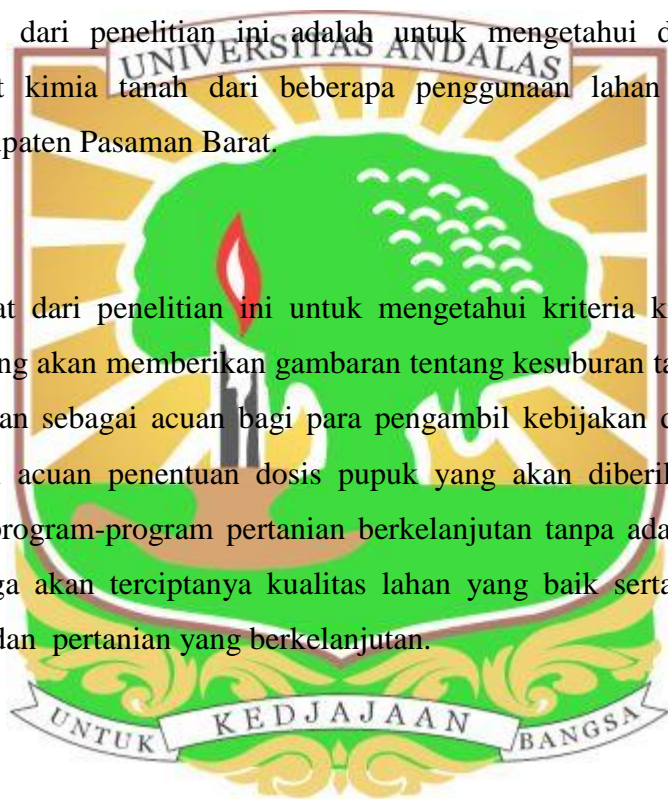 dari penelitian ini adalah untuk mengetahui d
UNIVERSITAS ANDALAS
t kimia tanah dari beberapa penggunaan lahan
upaten Pasaman Barat.
at dari penelitian ini untuk mengetahui kriteria k
ng akan memberikan gambaran tentang kesuburan ta
an sebagai acuan bagi para pengambil kebijakan d
acuan penentuan dosis pupuk yang akan diberik
program-program pertanian berkelanjutan tanpa ada
ga akan terciptanya kualitas lahan yang baik serta
dan pertanian yang berkelanjutan.
UNTUK KEDJAJAAN BANGSA